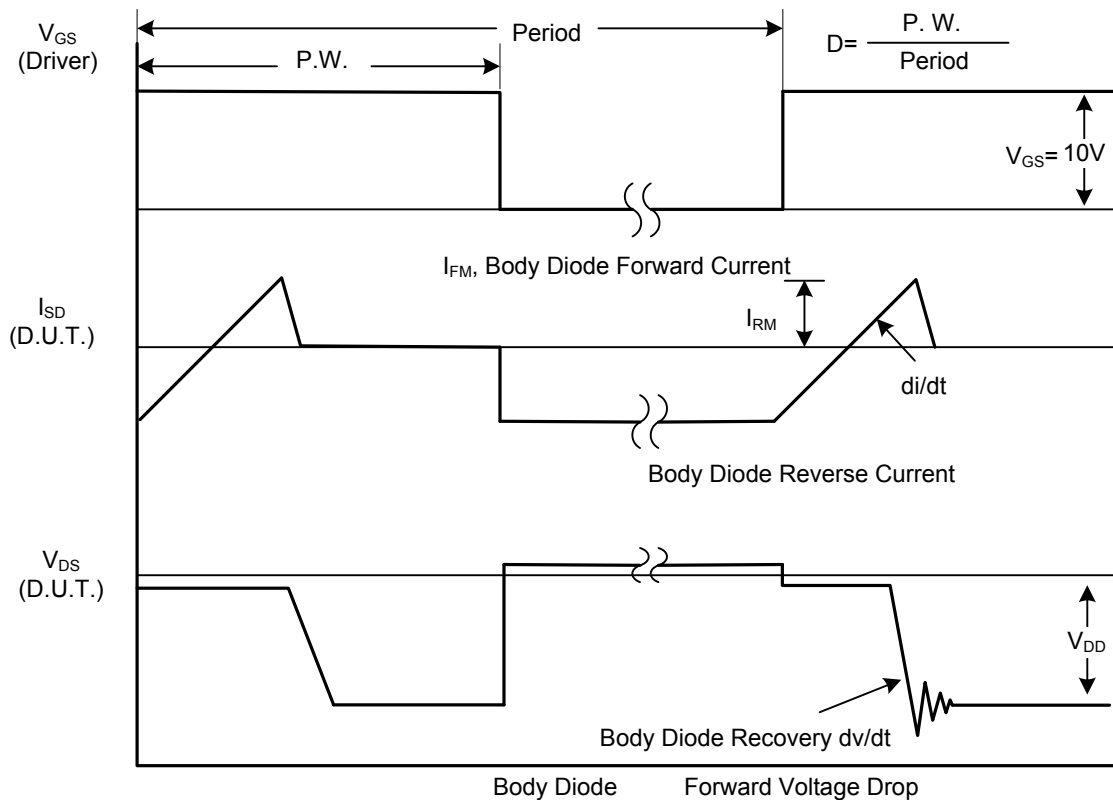 V_GS
(Driver)
Period
P.W.
D= P. W. / Period
V_GS= 10V
I_FM, Body Diode Forward Current
I_SD
(D.U.T.)
I_RM
di/dt
Body Diode Reverse Current
V_DS
(D.U.T.)
V_DD
Body Diode Recovery dv/dt
Body Diode Forward Voltage Drop